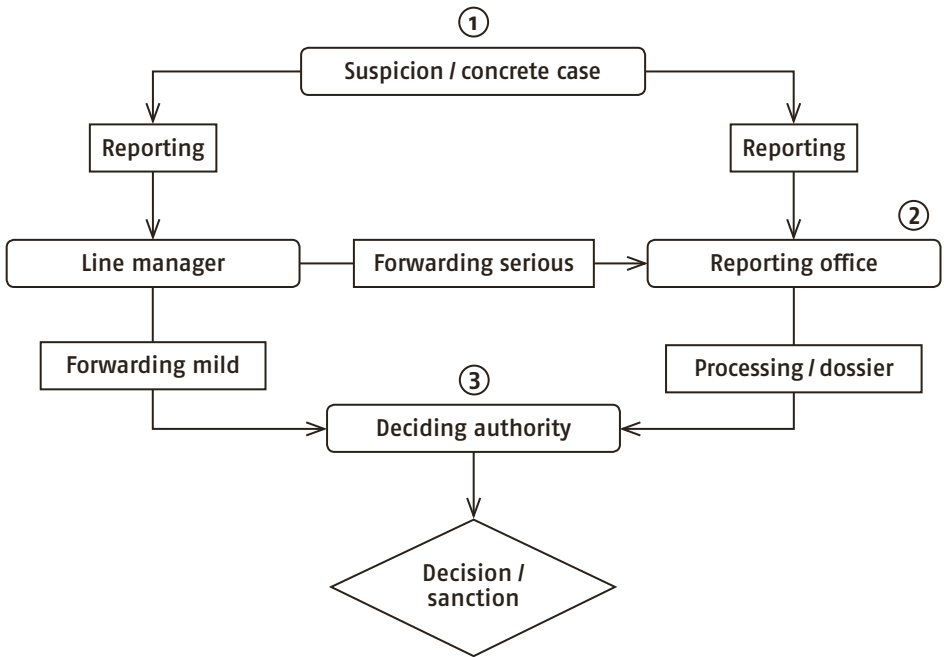 ①
Suspicion / concrete case
Reporting
Reporting
②
Line manager
Forwarding serious
Reporting office
Forwarding mild
Processing / dossier
③
Deciding authority
Decision /
sanction